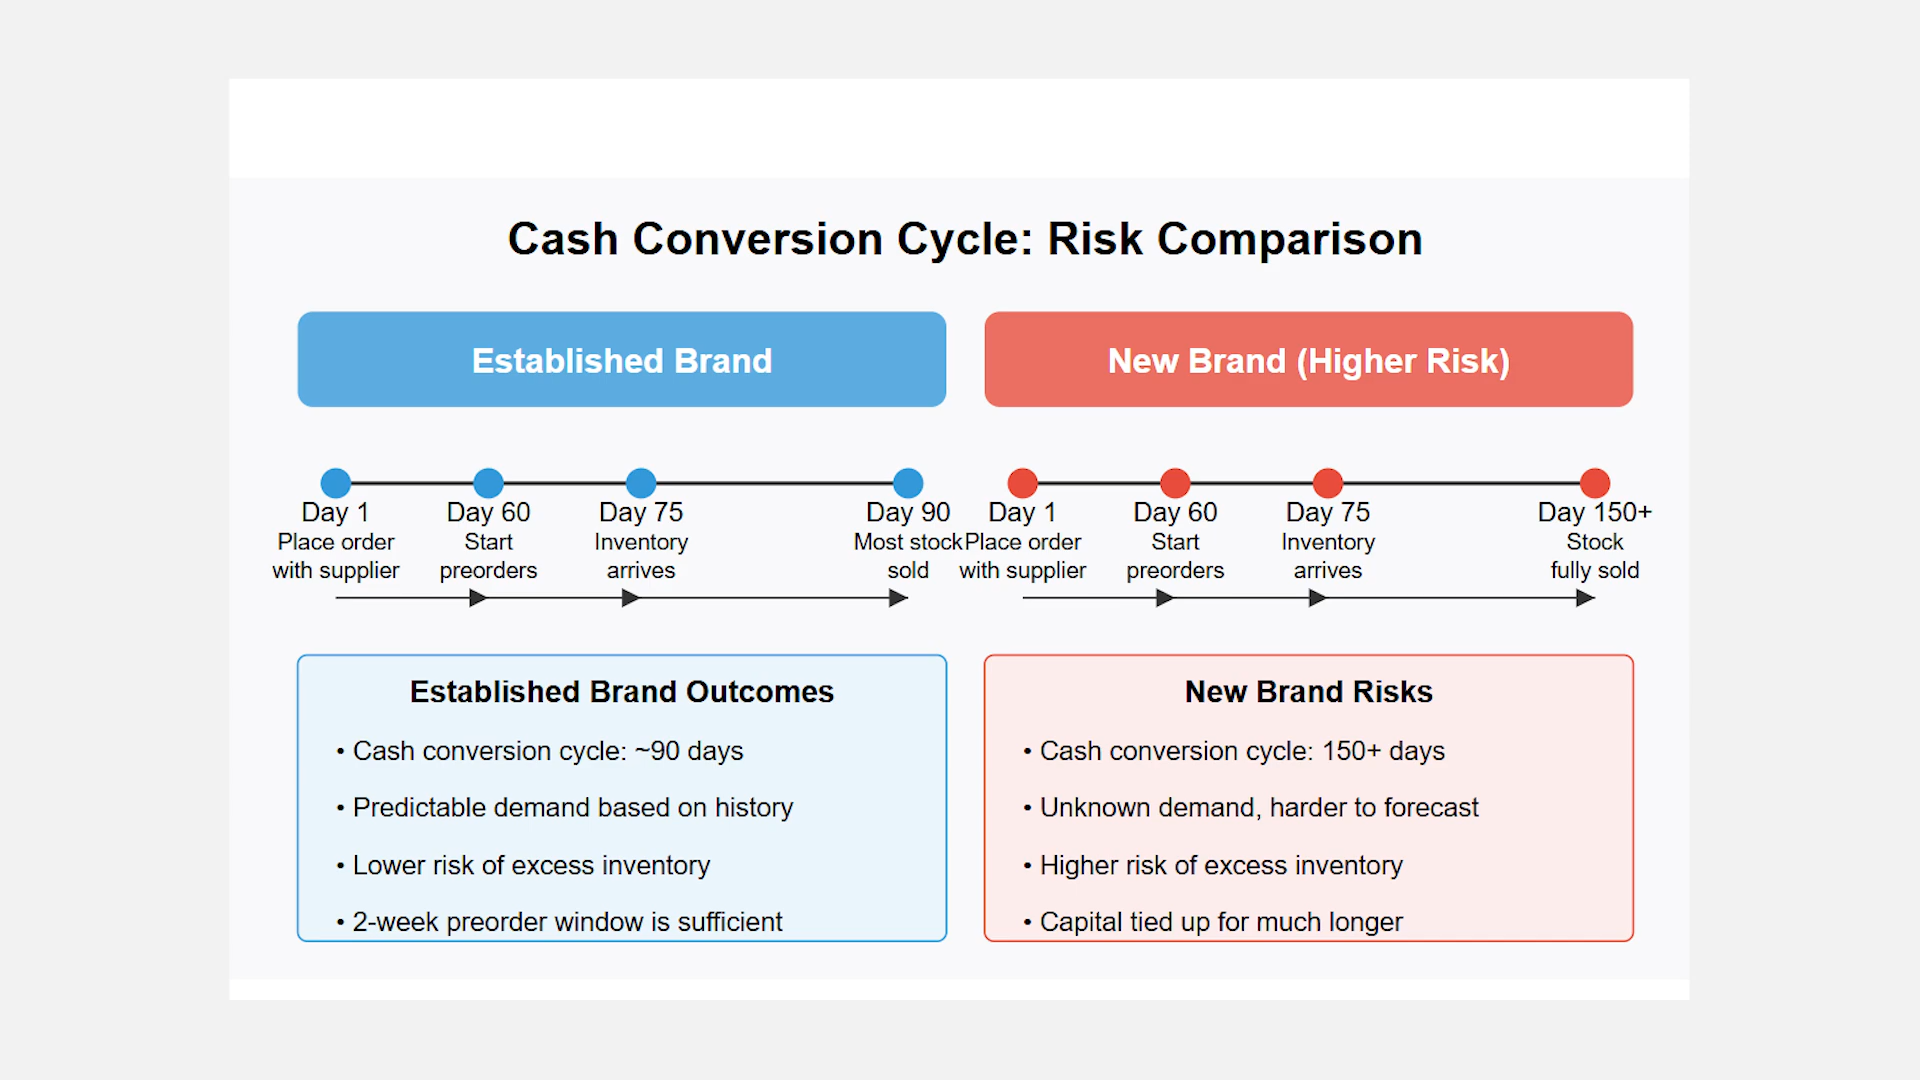 Cash Conversion Cycle: Risk Comparison
Established Brand
Day 1
Place order
with supplier
Day 60
Start
preorders
Day 75
Inventory
arrives
Day 90
Most stock
sold
Established Brand Outcomes
• Cash conversion cycle: ~90 days
• Predictable demand based on history
• Lower risk of excess inventory
• 2-week preorder window is sufficient
New Brand (Higher Risk)
Day 1
Place order
with supplier
Day 60
Start
preorders
Day 75
Inventory
arrives
Day 150+
Stock
fully sold
New Brand Risks
• Cash conversion cycle: 150+ days
• Unknown demand, harder to forecast
• Higher risk of excess inventory
• Capital tied up for much longer